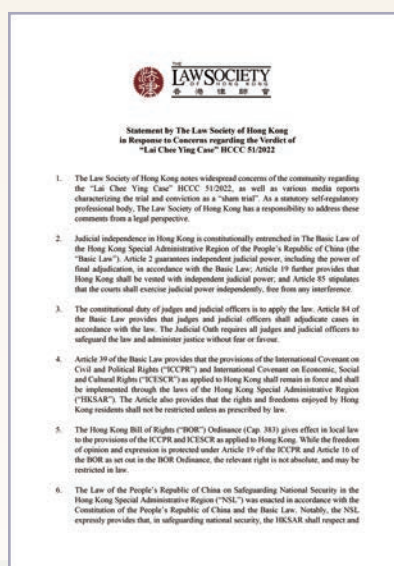 THE
LAW SOCIETY
OF HONG KONG
香港律師會
Statement by The Law Society of Hong Kong
in Response to Concerns regarding the Verdict of
“Lai Chee Ying Case” HCCC 51/2022
1. The Law Society of Hong Kong notes widespread concerns of the community regarding
the “Lai Chee Ying Case” HCCC 51/2022, as well as various media reports
characterizing the trial and conviction as a “sham trial”. As a statutory self-regulatory
professional body, The Law Society of Hong Kong has a responsibility to address these
comments from a legal perspective.
2. Judicial independence in Hong Kong is constitutionally entrenched in The Basic Law of
the Hong Kong Special Administrative Region of the People’s Republic of China (the
“Basic Law”). Article 2 guarantees independent judicial power, including the power of
final adjudication, in accordance with the Basic Law; Article 19 further provides that
Hong Kong shall be vested with independent judicial power; and Article 85 stipulates
that the courts shall exercise judicial power independently, free from any interference.
3. The constitutional duty of judges and judicial officers is to apply the law. Article 84 of
the Basic Law provides that judges and judicial officers shall adjudicate cases in
accordance with the law. The Judicial Oath requires all judges and judicial officers to
safeguard the law and administer justice without fear or favour.
4. Article 39 of the Basic Law provides that the provisions of the International Covenant on
Civil and Political Rights (“ICCPR”) and International Covenant on Economic, Social
and Cultural Rights (“ICESCR”) as applied to Hong Kong shall remain in force and shall
be implemented through the laws of the Hong Kong Special Administrative Region
(“HKSAR”). The Article also provides that the rights and freedoms enjoyed by Hong
Kong residents shall not be restricted unless as prescribed by law.
5. The Hong Kong Bill of Rights (“BOR”) Ordinance (Cap. 383) gives effect in local law
to the provisions of the ICCPR and ICESCR as applied to Hong Kong. While the freedom
of opinion and expression is protected under Article 19 of the ICCPR and Article 16 of
the BOR as set out in the BOR Ordinance, the relevant right is not absolute, and may be
restricted in law.
6. The Law of the People’s Republic of China on Safeguarding National Security in the
Hong Kong Special Administrative Region (“NSL”) was enacted in accordance with the
Constitution of the People’s Republic of China and the Basic Law. Notably, the NSL
expressly provides that, in safeguarding national security, the HKSAR shall respect and